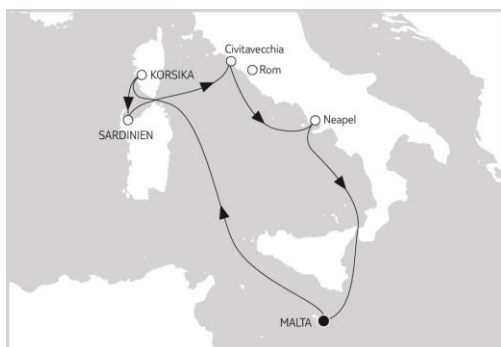 Civitavecchia
Rom
KORSIKA
SARDINIEN
Neapel
MALTA